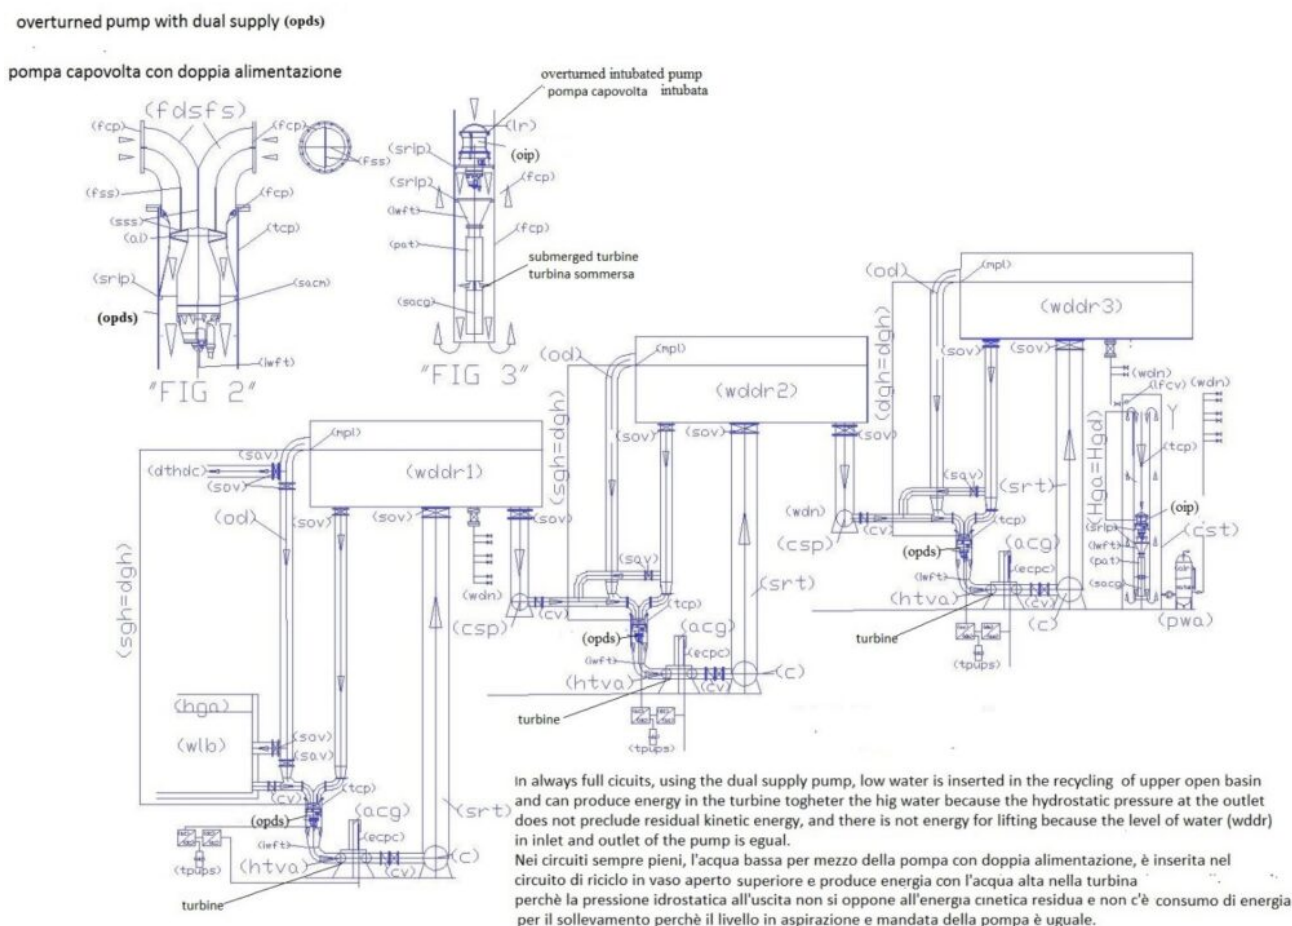 overturned pump with dual supply (opds)
pompa capovolta con doppia alimentazione
overturned intubated pump
pompa capovolta intubata
(fdsfs)
(fcp)
(fcp)
(fss)
(fss)
(fcp)
(sss)
(tcp)
(srip)
(sacm)
(opds)
(lwft)
"FIG 2"
(lr)
(srip)
(oip)
(srip)
(fcp)
(lwft)
(fcp)
(pat)
submerged turbine
turbina sommersa
(sacg)
"FIG 3"
(od)
(mpl)
(wddr3)
(sov)
(sov)
(wdn)
(lfcv)
(wdn)
(dgh=dgh)
(Hga=Hgd)
Y
(tcp)
(sav)
(srt)
(oip)
(tcp)
(srip)
(cst)
(opds)
(acg)
(lwft)
(ecpc)
(lwft)
(pat)
(sacg)
(htva)
(cv)
(c)
(pwa)
turbine
(tpups)
(od)
(mpl)
(wddr2)
(sov)
(sov)
(sov)
(sgh=dgh)
(wdn)
(csp)
(cv)
(sav)
(srt)
(tcp)
(opds)
(acg)
(lwft)
(ecpc)
(htva)
(cv)
(c)
turbine
(tpups)
(mpl)
(sav)
(dthdc)
(sov)
(wddr1)
(od)
(sov)
(sov)
(sov)
(wdn)
(csp)
(cv)
(sgh=dgh)
(hga)
(wlb)
(sav)
(sav)
(cv)
(tcp)
(srt)
(opds)
(acg)
(ecpc)
(lwft)
(htva)
(cv)
(c)
(tpups)
turbine
In always full cicuits, using the dual supply pump, low water is inserted in the recycling of upper open basin
and can produce energy in the turbine togheter the hig water because the hydrostatic pressure at the outlet
does not preclude residual kinetic energy, and there is not energy for lifting because the level of water (wddr)
in inlet and outlet of the pump is egual.
Nei circuiti sempre pieni, l'acqua bassa per mezzo della pompa con doppia alimentazione, è inserita nel
circuito di riciclo in vaso aperto superiore e produce energia con l'acqua alta nella turbina
perchè la pressione idrostatica all'uscita non si oppone all'energia cinetica residua e non c'è consumo di energia
per il sollevamento perchè il livello in aspirazione e mandata della pompa è uguale.